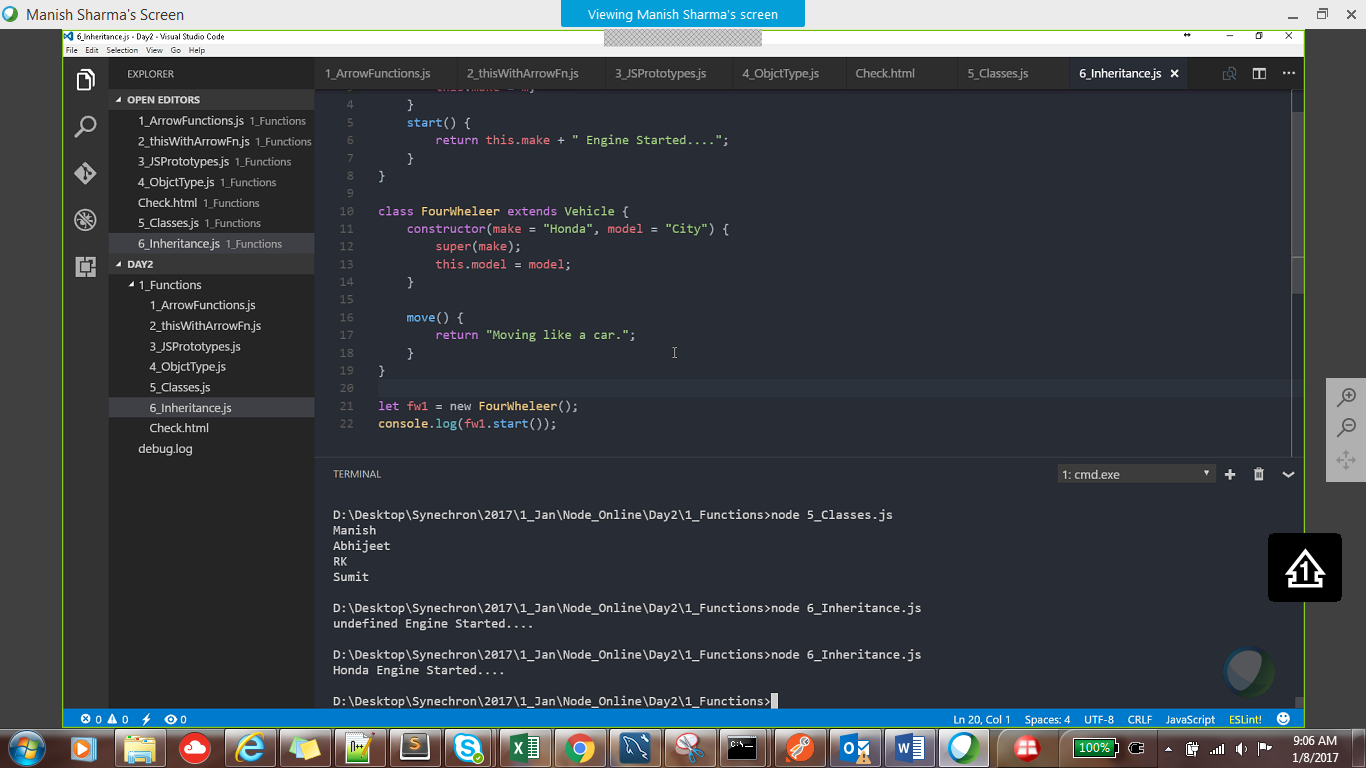 Manish Sharma's Screen
Viewing Manish Sharma's screen
6_Inheritance.js - Day2 - Visual Studio Code
File Edit Selection View Go Help
EXPLORER
1_ArrowFunctions.js 2_thisWithArrowFn.js 3_JSPrototypes.js 4_ObjctType.js Check.html 5_Classes.js 6_Inheritance.js
OPEN EDITORS
1_ArrowFunctions.js 1_Functions
2_thisWithArrowFn.js 1_Functions
3_JSPrototypes.js 1_Functions
4_ObjctType.js 1_Functions
Check.html 1_Functions
5_Classes.js 1_Functions
6_Inheritance.js 1_Functions
DAY2
1_Functions
1_ArrowFunctions.js
2_thisWithArrowFn.js
3_JSPrototypes.js
4_ObjctType.js
5_Classes.js
6_Inheritance.js
Check.html
debug.log
4 }
5 start() {
6 return this.make + " Engine Started....";
7 }
8 }
9
10 class FourWheleer extends Vehicle {
11 constructor(make = "Honda", model = "City") {
12 super(make);
13 this.model = model;
14 }
15
16 move() {
17 return "Moving like a car.";
18 }
19 }
20
21 let fw1 = new FourWheleer();
22 console.log(fw1.start());
TERMINAL
1: cmd.exe
D:\Desktop\Synechron\2017\1_Jan\Node_Online\Day2\1_Functions>node 5_Classes.js
Manish
Abhijeet
RK
Sumit
D:\Desktop\Synechron\2017\1_Jan\Node_Online\Day2\1_Functions>node 6_Inheritance.js
undefined Engine Started....
D:\Desktop\Synechron\2017\1_Jan\Node_Online\Day2\1_Functions>node 6_Inheritance.js
Honda Engine Started....
D:\Desktop\Synechron\2017\1_Jan\Node_Online\Day2\1_Functions>
1
0 0 0
Ln 20, Col 1 Spaces: 4 UTF-8 CRLF JavaScript ESLint!
100%
9:06 AM
1/8/2017